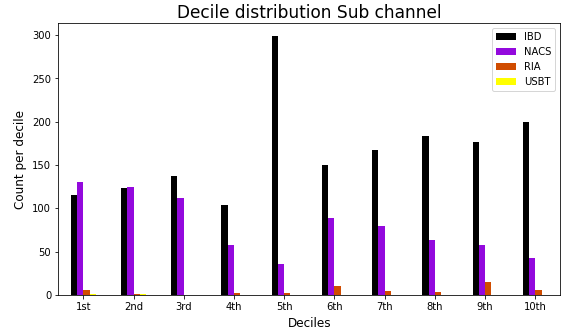 Decile distribution Sub channel
300
250
200
150
100
50
0
Count per decile
IBD
NACS
RIA
USBT
1st 2nd 3rd 4th 5th 6th 7th 8th 9th 10th
Deciles